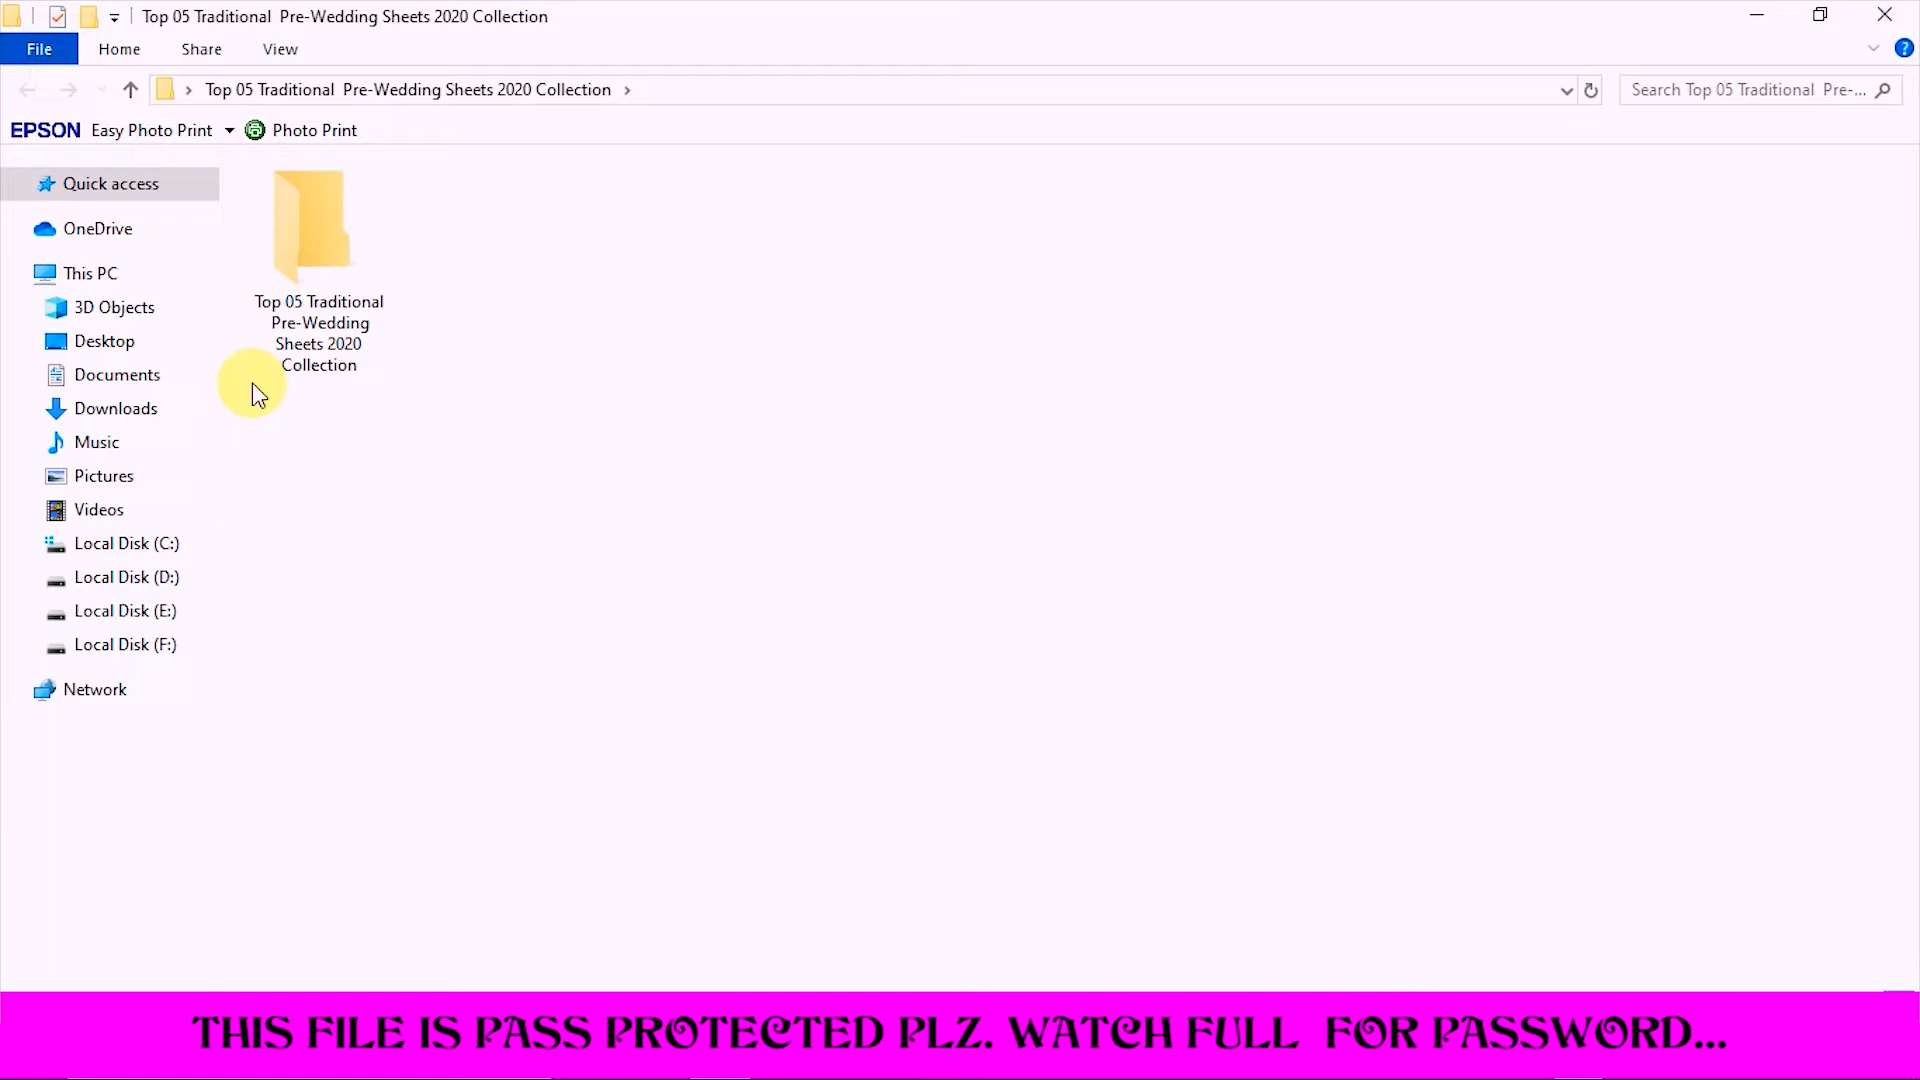 Top 05 Traditional  Pre-Wedding Sheets 2020 Collection
File Home Share View
Top 05 Traditional  Pre-Wedding Sheets 2020 Collection
Search Top 05 Traditional  Pre-...
EPSON Easy Photo Print Photo Print
Quick access
OneDrive
This PC
3D Objects
Desktop
Documents
Downloads
Music
Pictures
Videos
Local Disk (C:)
Local Disk (D:)
Local Disk (E:)
Local Disk (F:)
Network
Top 05 Traditional
Pre-Wedding
Sheets 2020
Collection
THIS FILE IS PASS PROTECTED PLZ. WATCH FULL  FOR PASSWORD...